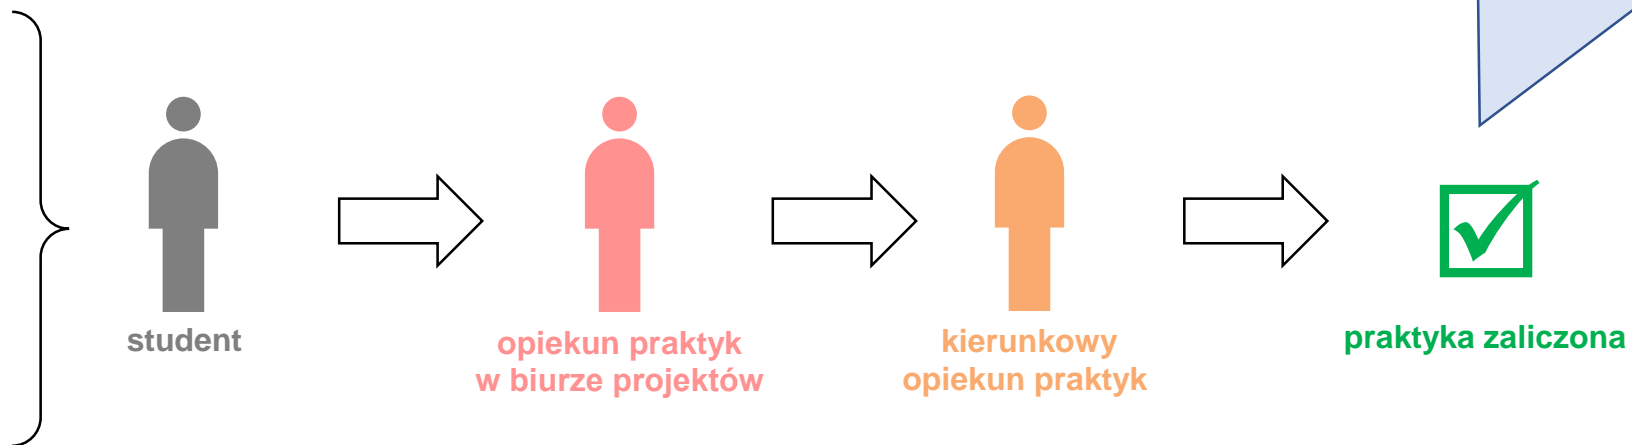 student
opiekun praktyk
w biurze projektów
kierunkowy
opiekun praktyk
praktyka zaliczona